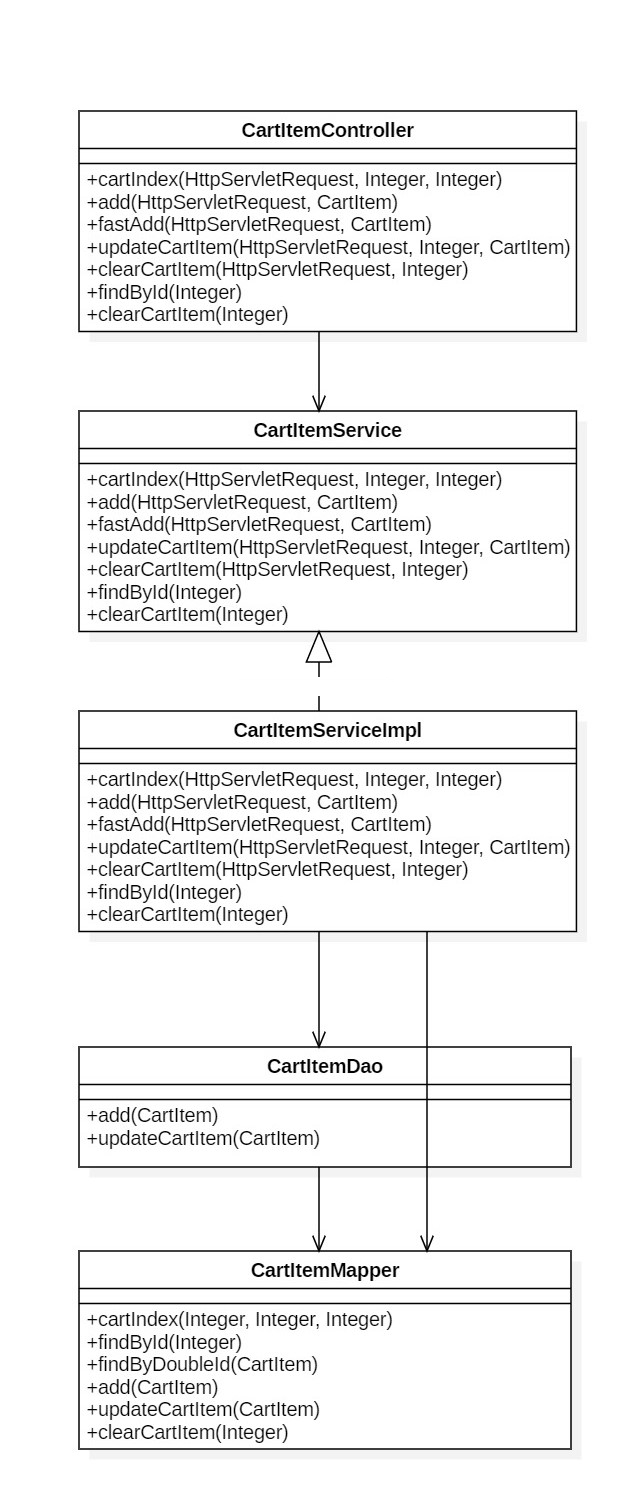 CartItemController
+cartIndex(HttpServletRequest, Integer, Integer)
+add(HttpServletRequest, CartItem)
+fastAdd(HttpServletRequest, CartItem)
+updateCartItem(HttpServletRequest, Integer, CartItem)
+clearCartItem(HttpServletRequest, Integer)
+findById(Integer)
+clearCartItem(Integer)
CartItemService
+cartIndex(HttpServletRequest, Integer, Integer)
+add(HttpServletRequest, CartItem)
+fastAdd(HttpServletRequest, CartItem)
+updateCartItem(HttpServletRequest, Integer, CartItem)
+clearCartItem(HttpServletRequest, Integer)
+findById(Integer)
+clearCartItem(Integer)
CartItemServiceImpl
+cartIndex(HttpServletRequest, Integer, Integer)
+add(HttpServletRequest, CartItem)
+fastAdd(HttpServletRequest, CartItem)
+updateCartItem(HttpServletRequest, Integer, CartItem)
+clearCartItem(HttpServletRequest, Integer)
+findById(Integer)
+clearCartItem(Integer)
CartItemDao
+add(CartItem)
+updateCartItem(CartItem)
CartItemMapper
+cartIndex(Integer, Integer, Integer)
+findById(Integer)
+findByDoubleId(CartItem)
+add(CartItem)
+updateCartItem(CartItem)
+clearCartItem(Integer)